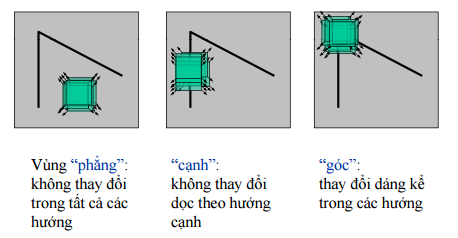 Vùng “phẳng”:
không thay đổi
trong tất cả các
hướng
“cạnh”:
không thay đổi
dọc theo hướng
cạnh
“góc”:
thay đổi dáng kể
trong các hướng